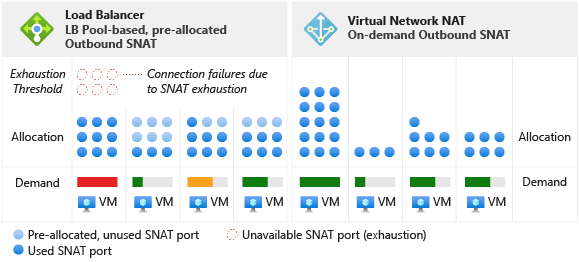 Load Balancer
LB Pool-based, pre-allocated
Outbound SNAT
Virtual Network NAT
On-demand Outbound SNAT
Exhaustion
Threshold
Connection failures due
to SNAT exhaustion
Allocation
Allocation
Demand
Demand
VM
VM
VM
VM
VM
VM
VM
VM
Pre-allocated, unused SNAT port
Unavailable SNAT port (exhaustion)
Used SNAT port